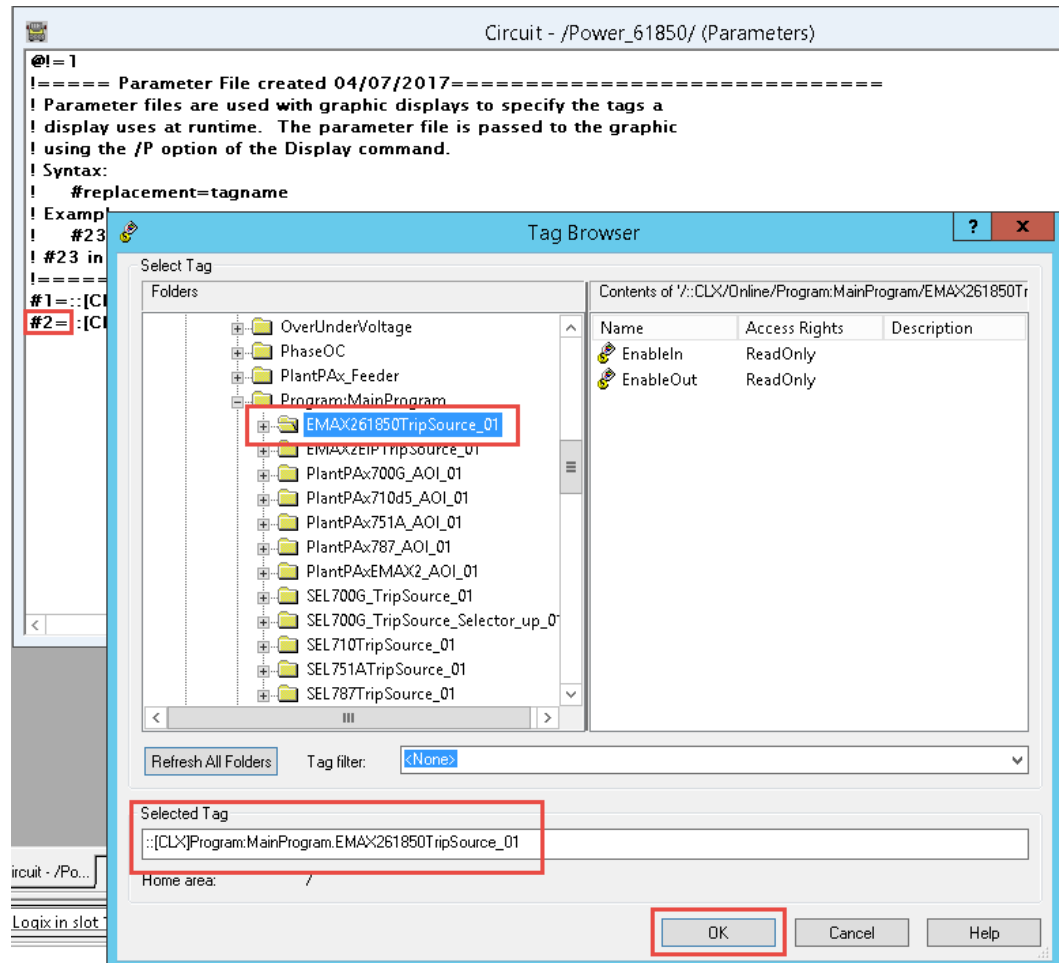 Circuit - /Power_61850/ (Parameters)
@!=1
!===== Parameter File created 04/07/2017==============================
! Parameter files are used with graphic displays to specify the tags a
! display uses at runtime.  The parameter file is passed to the graphic
! using the /P option of the Display command.
! Syntax:
!    #replacement=tagname
! Exampl
!    #23
! #23 in
!=====
#1=::[Cl
#2=::[Cl
Tag Browser
? x
Select Tag
Folders
Contents of '/::CLX/Online/Program:MainProgram/EMAX261850Tr
OverUnderVoltage
PhaseOC
PlantPAx_Feeder
Program:MainProgram
EMAX261850TripSource_01
EMAX2EIPTripSource_01
PlantPAx700G_AOI_01
PlantPAx710d5_AOI_01
PlantPAx751A_AOI_01
PlantPAx787_AOI_01
PlantPAxEMAX2_AOI_01
SEL700G_TripSource_01
SEL700G_TripSource_Selector_up_0
SEL710TripSource_01
SEL751ATripSource_01
SEL787TripSource_01
Name Access Rights Description
EnableIn ReadOnly
EnableOut ReadOnly
Refresh All Folders Tag filter: <None>
Selected Tag
::[CLX]Program:MainProgram.EMAX261850TripSource_01
Home area: /
OK Cancel Help
ircuit - /Po...
Logix in slot